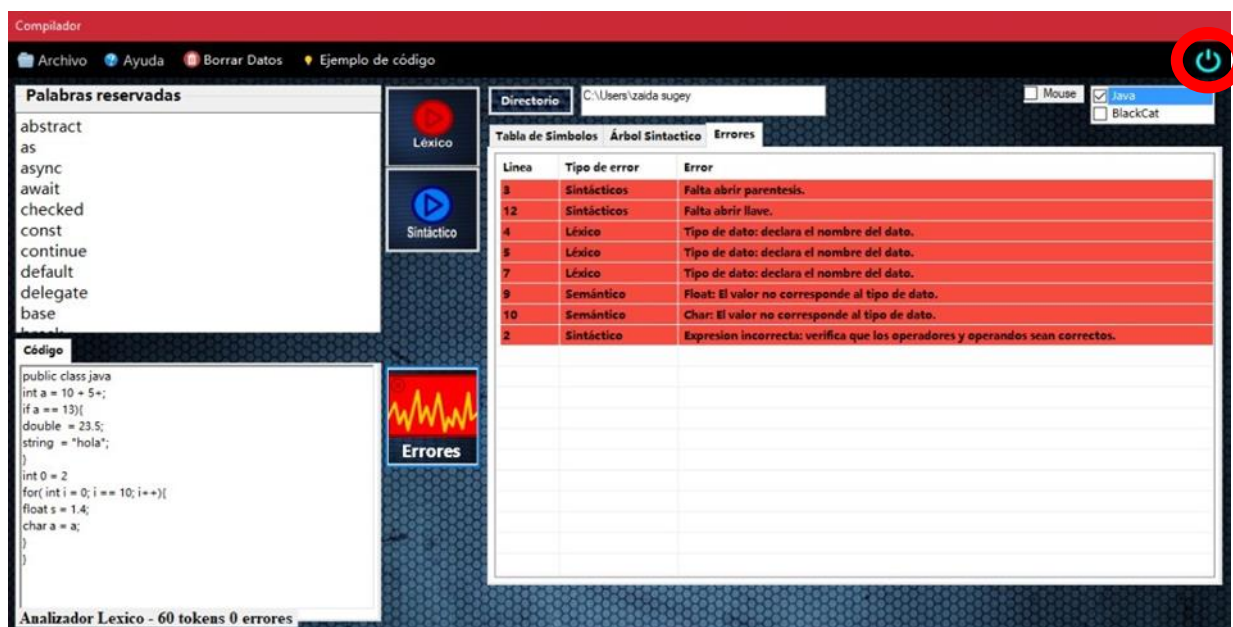 Compilador
Archivo Ayuda Borrar Datos Ejemplo de código
Palabras reservadas
abstract
as
async
await
checked
const
continue
default
delegate
base
Léxico
Sintáctico
Errores
Directorio C:\Users\zaida sugey
Mouse Java
BlackCat
Tabla de Simbolos Árbol Sintactico Errores
Linea Tipo de error Error
3 Sintácticos Falta abrir parentesis.
12 Sintácticos Falta abrir llave.
4 Léxico Tipo de dato: declara el nombre del dato.
5 Léxico Tipo de dato: declara el nombre del dato.
7 Léxico Tipo de dato: declara el nombre del dato.
9 Semántico Float: El valor no corresponde al tipo de dato.
10 Semántico Char: El valor no corresponde al tipo de dato.
2 Sintáctico Expresion incorrecta: verifica que los operadores y operandos sean correctos.
Código
public class java
int a = 10 + 5+;
if a == 13){
double = 23.5;
string = "hola";
}
int 0 = 2
for( int i = 0; i == 10; i++){
float s = 1.4;
char a = a;
}
}
Analizador Lexico - 60 tokens 0 errores